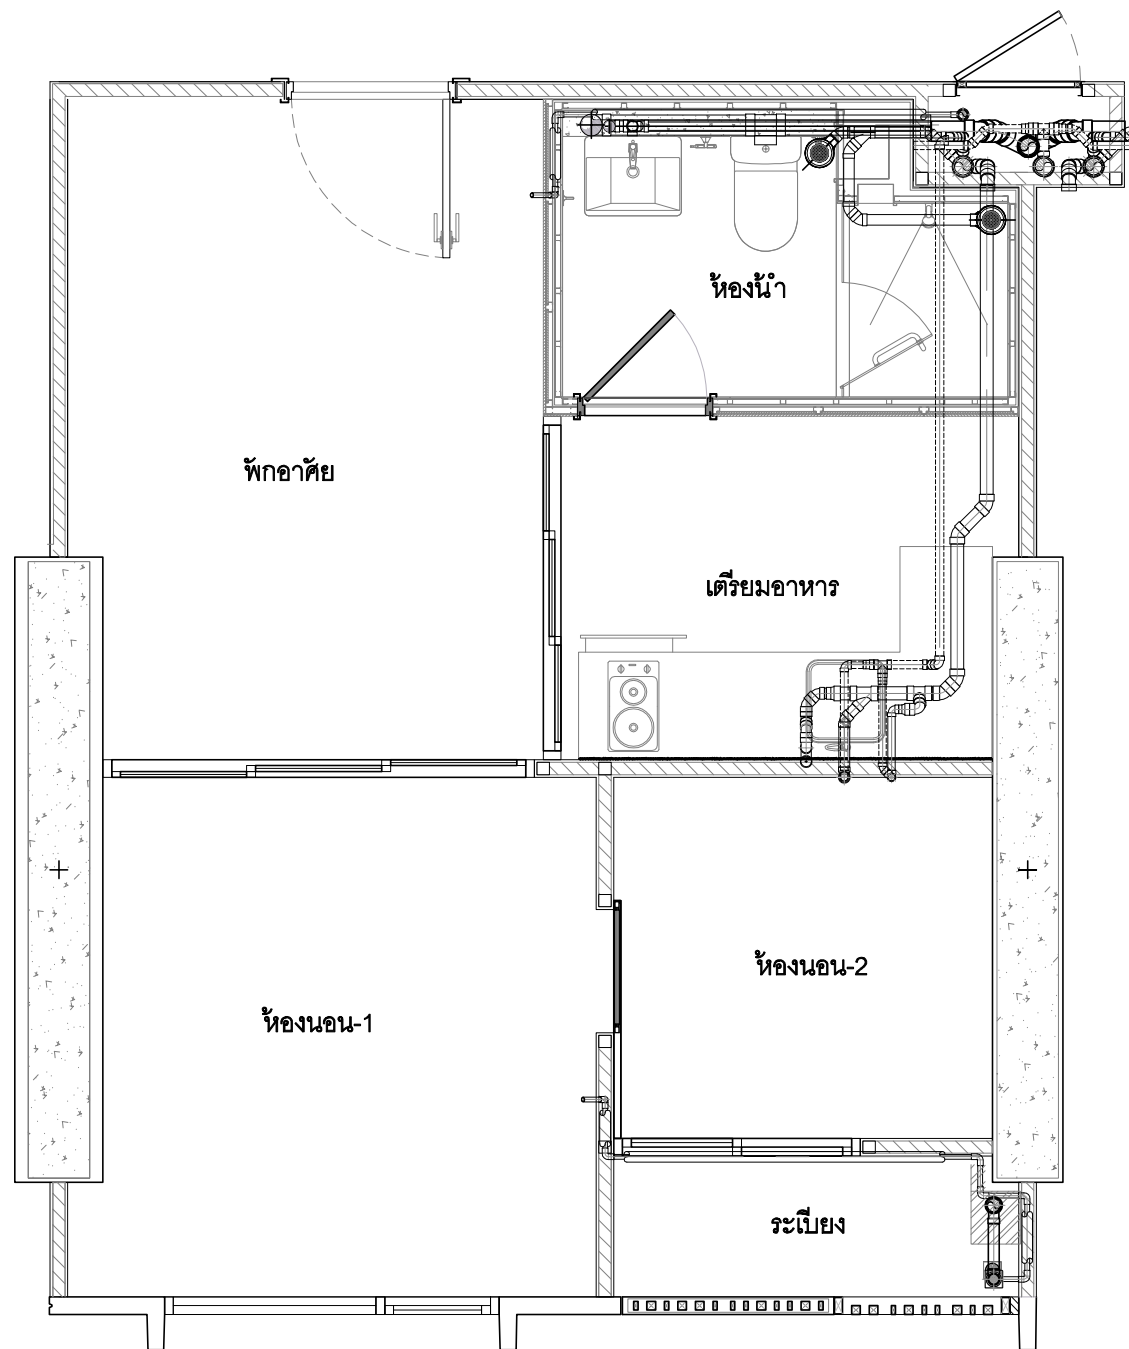 ห้องน้ำ
พักอาศัย
เตรียมอาหาร
ห้องนอน-2
ห้องนอน-1
ระเบียง